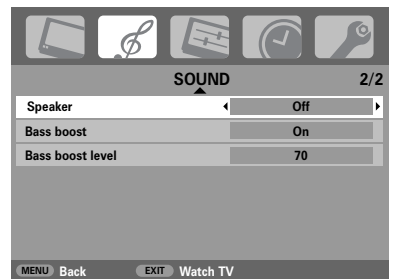 SOUND 2/2
Speaker Off
Bass boost On
Bass boost level 70
MENU Back EXIT Watch TV